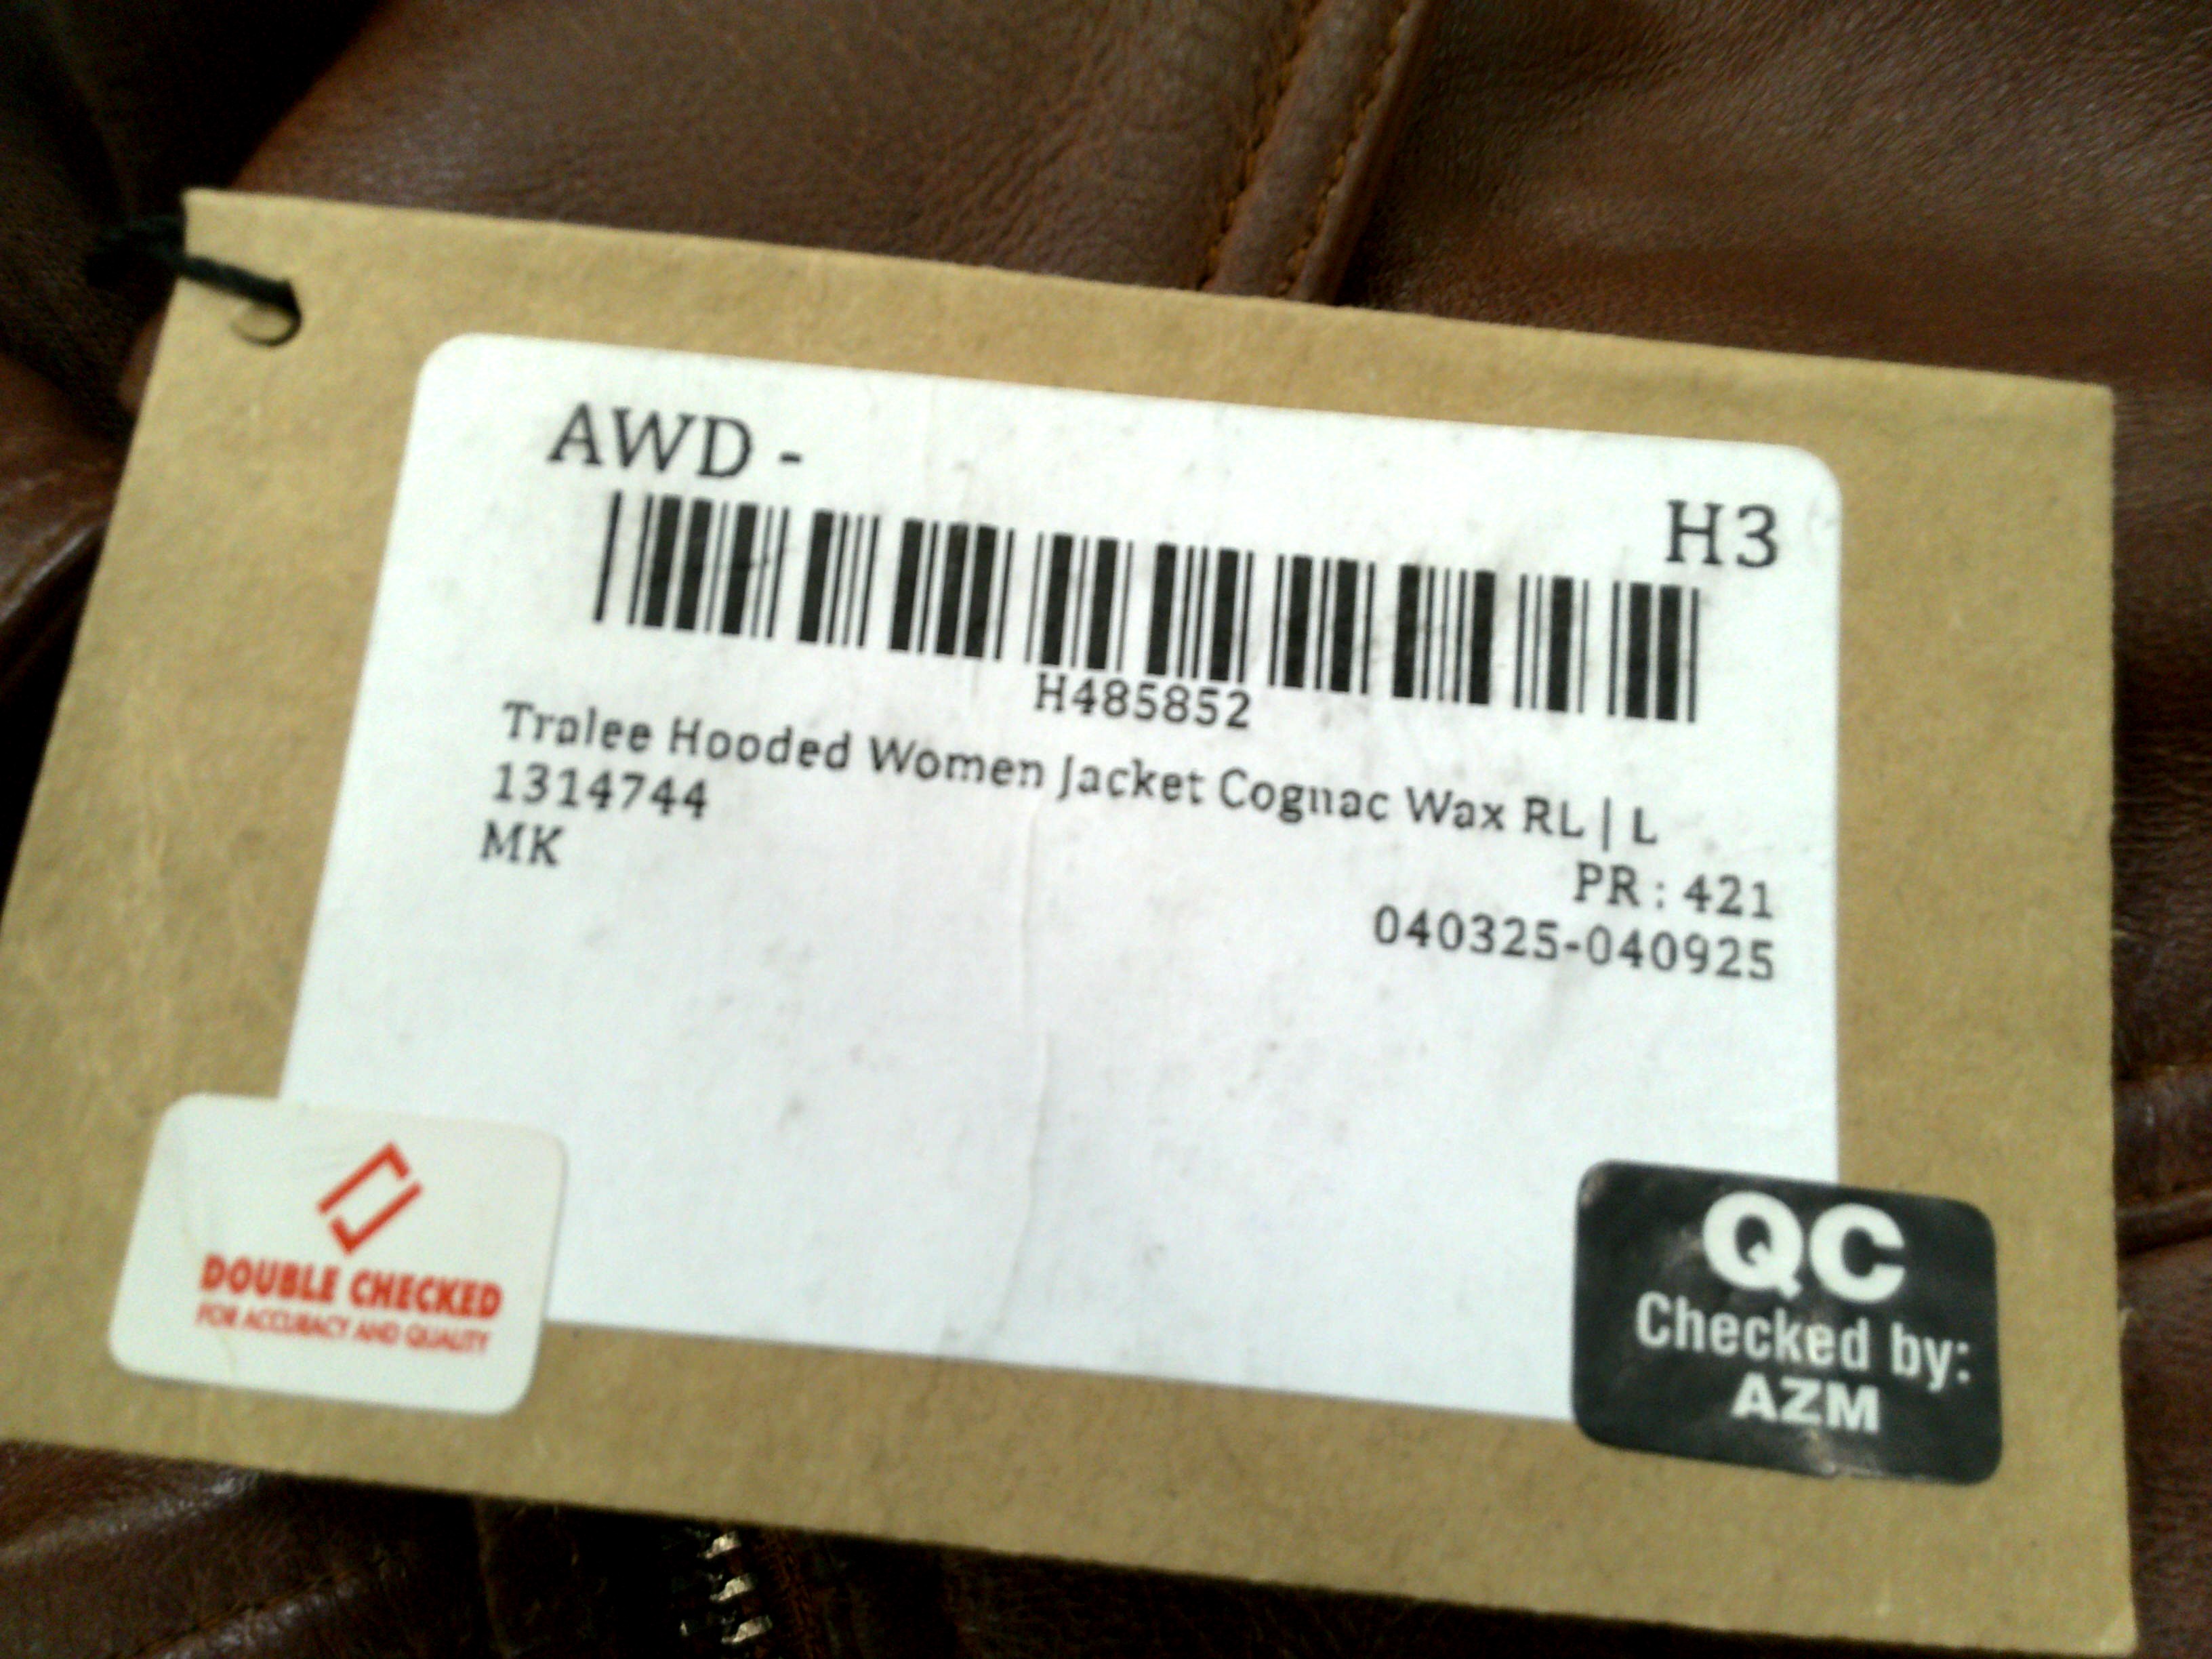 AWD -
H3
H485852
Tralee Hooded Women Jacket Cognac Wax RL | L
1314744
MK
PR : 421
040325-040925
DOUBLE CHECKED
FOR ACCURACY AND QUALITY
QC
Checked by:
AZM